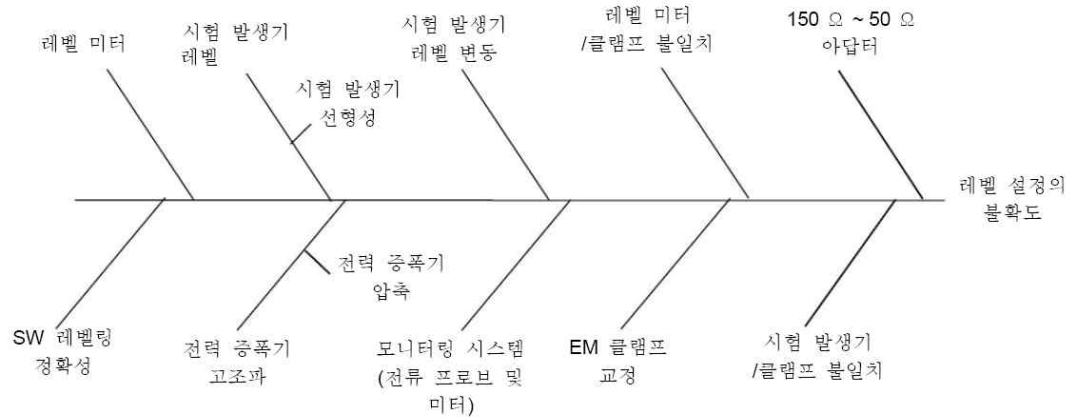 레벨 미터
시험 발생기
레벨
시험 발생기
선형성
시험 발생기
레벨 변동
레벨 미터
/클램프 불일치
150 Ω ~ 50 Ω
아답터
레벨 설정의
불확도
SW 레벨링
정확성
전력 증폭기
고조파
전력 증폭기
압축
모니터링 시스템
(전류 프로브 및
미터)
EM 클램프
교정
시험 발생기
/클램프 불일치